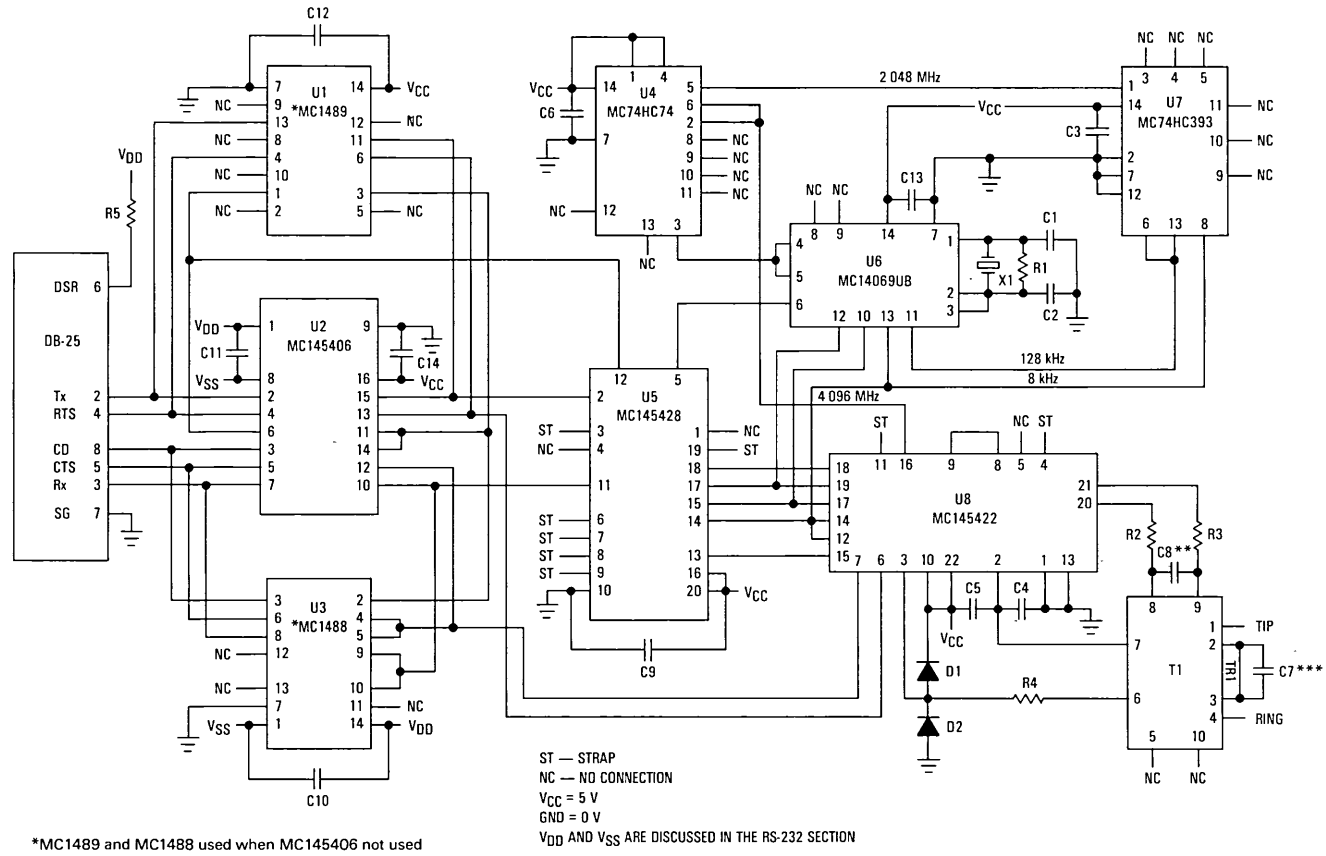 C12
7 U1 14 VCC
NC 9 *MC1489
13 12 NC
NC 8 11
4 6
NC 10
1 3
NC 2 5 NC
VDD
R5
DSR 6
DB-25
Tx 2
RTS 4
CD 8
CTS 5
Rx 3
SG 7
VDD 1 U2 9
MC145406
C11 C14
VSS 8 16 VCC
2 15
4 13
6 11
3 14
5 12
7 10
3 U3 2
6 *MC1488 4
8 5
NC 12 9
NC 13 10
7 11 NC
VSS 1 14 VDD
C10
1 4
VCC 14 U4 5
C6 MC74HC74 6
2
7 8 NC
9 NC
10 NC
11 NC
NC 12
13 3
NC
2 048 MHz
NC NC NC
3 4 5
1 U7
VCC 14 MC74HC393 11 NC
C3
2 10 NC
7
12 9 NC
6 13 8
NC NC C13
8 9 14 7
4 U6 1
5 MC14069UB
6 2
3
12 10 13 11
X1 R1 C1
C2
128 kHz
8 kHz
4 096 MHz
12 5
2 U5
MC145428
ST 3 1 NC
NC 4 19 ST
18
11 17
15
ST 6 14
ST 7
ST 8 13
ST 9 16
10 20 VCC
C9
ST NC ST
11 16 9 8 5 4
18
19 U8 21
17 MC145422 20
14
12
15
7 6 3 10 22 2 1 13
R2 R3
C8**
C5 C4
VCC
D1
D2
R4
8 9
1 TIP
7 2
T1 TR1 C7***
6 3
4 RING
5 10
NC NC
ST — STRAP
NC — NO CONNECTION
VCC = 5 V
GND = 0 V
VDD AND VSS ARE DISCUSSED IN THE RS-232 SECTION
*MC1489 and MC1488 used when MC145406 not used